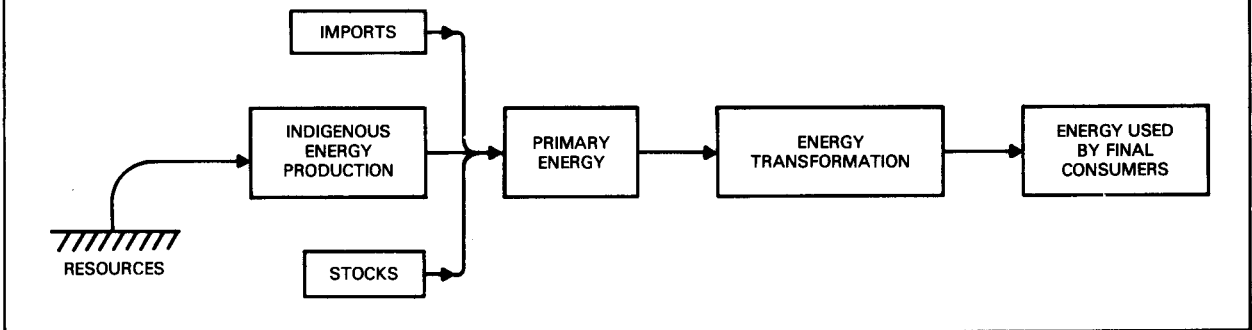 IMPORTS
INDIGENOUS
ENERGY
PRODUCTION
PRIMARY
ENERGY
ENERGY
TRANSFORMATION
ENERGY USED
BY FINAL
CONSUMERS
RESOURCES
STOCKS